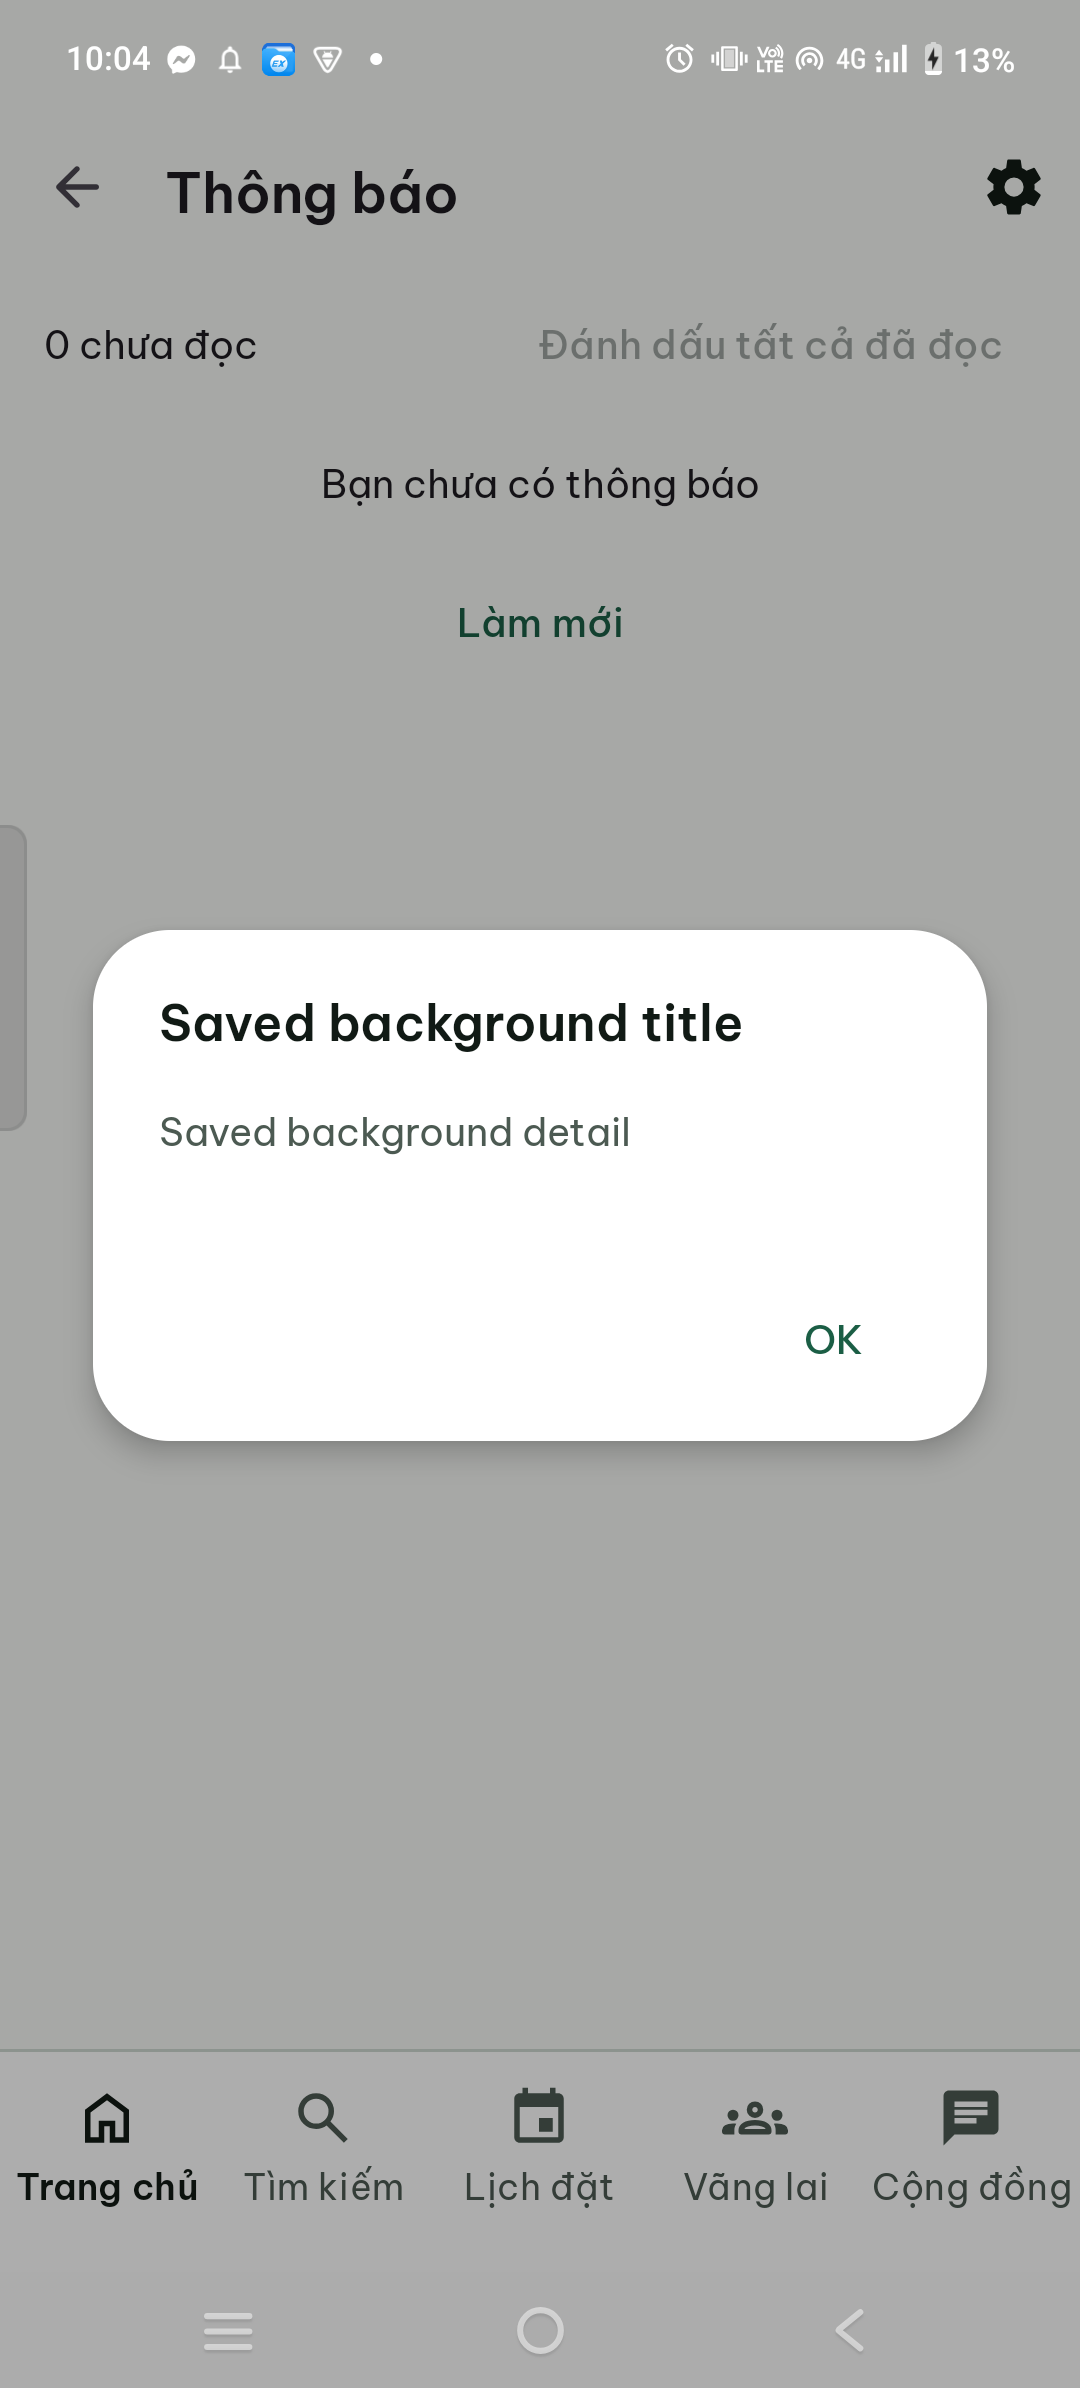 10:04
VoLTE 4G 13%
Thông báo
0 chưa đọc
Đánh dấu tất cả đã đọc
Bạn chưa có thông báo
Làm mới
Saved background title
Saved background detail
OK
Trang chủ
Tìm kiếm
Lịch đặt
Vãng lai
Cộng đồng